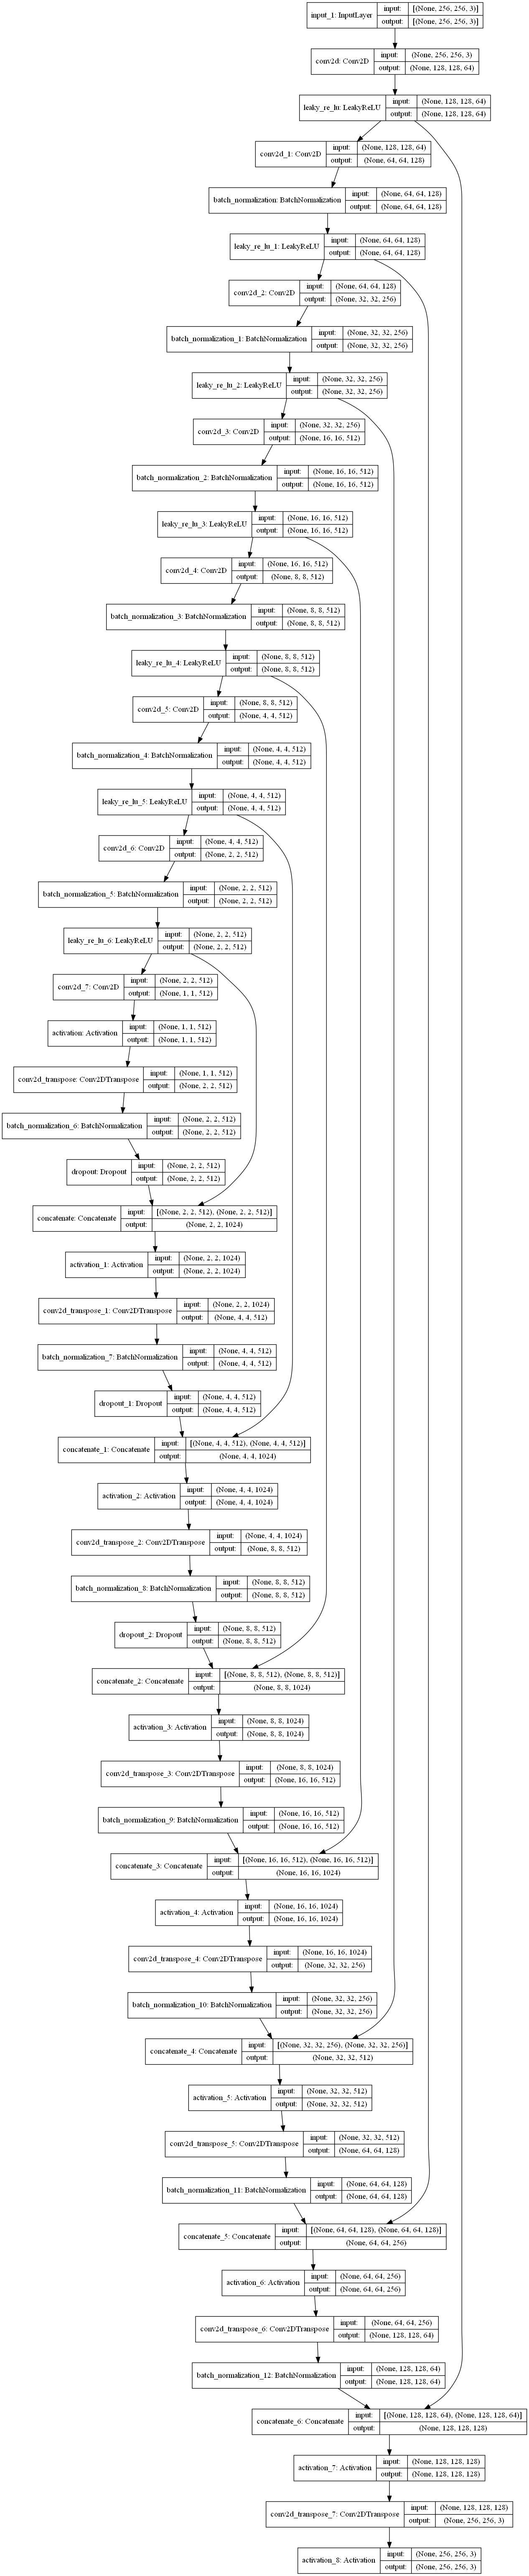 input_1: InputLayer input: [(None, 256, 256, 3)]
output: [(None, 256, 256, 3)]
conv2d: Conv2D input: (None, 256, 256, 3)
output: (None, 128, 128, 64)
leaky_re_lu: LeakyReLU input: (None, 128, 128, 64)
output: (None, 128, 128, 64)
conv2d_1: Conv2D input: (None, 128, 128, 64)
output: (None, 64, 64, 128)
batch_normalization: BatchNormalization input: (None, 64, 64, 128)
output: (None, 64, 64, 128)
leaky_re_lu_1: LeakyReLU input: (None, 64, 64, 128)
output: (None, 64, 64, 128)
conv2d_2: Conv2D input: (None, 64, 64, 128)
output: (None, 32, 32, 256)
batch_normalization_1: BatchNormalization input: (None, 32, 32, 256)
output: (None, 32, 32, 256)
leaky_re_lu_2: LeakyReLU input: (None, 32, 32, 256)
output: (None, 32, 32, 256)
conv2d_3: Conv2D input: (None, 32, 32, 256)
output: (None, 16, 16, 512)
batch_normalization_2: BatchNormalization input: (None, 16, 16, 512)
output: (None, 16, 16, 512)
leaky_re_lu_3: LeakyReLU input: (None, 16, 16, 512)
output: (None, 16, 16, 512)
conv2d_4: Conv2D input: (None, 16, 16, 512)
output: (None, 8, 8, 512)
batch_normalization_3: BatchNormalization input: (None, 8, 8, 512)
output: (None, 8, 8, 512)
leaky_re_lu_4: LeakyReLU input: (None, 8, 8, 512)
output: (None, 8, 8, 512)
conv2d_5: Conv2D input: (None, 8, 8, 512)
output: (None, 4, 4, 512)
batch_normalization_4: BatchNormalization input: (None, 4, 4, 512)
output: (None, 4, 4, 512)
leaky_re_lu_5: LeakyReLU input: (None, 4, 4, 512)
output: (None, 4, 4, 512)
conv2d_6: Conv2D input: (None, 4, 4, 512)
output: (None, 2, 2, 512)
batch_normalization_5: BatchNormalization input: (None, 2, 2, 512)
output: (None, 2, 2, 512)
leaky_re_lu_6: LeakyReLU input: (None, 2, 2, 512)
output: (None, 2, 2, 512)
conv2d_7: Conv2D input: (None, 2, 2, 512)
output: (None, 1, 1, 512)
activation: Activation input: (None, 1, 1, 512)
output: (None, 1, 1, 512)
conv2d_transpose: Conv2DTranspose input: (None, 1, 1, 512)
output: (None, 2, 2, 512)
batch_normalization_6: BatchNormalization input: (None, 2, 2, 512)
output: (None, 2, 2, 512)
dropout: Dropout input: (None, 2, 2, 512)
output: (None, 2, 2, 512)
concatenate: Concatenate input: [(None, 2, 2, 512), (None, 2, 2, 512)]
output: (None, 2, 2, 1024)
activation_1: Activation input: (None, 2, 2, 1024)
output: (None, 2, 2, 1024)
conv2d_transpose_1: Conv2DTranspose input: (None, 2, 2, 1024)
output: (None, 4, 4, 512)
batch_normalization_7: BatchNormalization input: (None, 4, 4, 512)
output: (None, 4, 4, 512)
dropout_1: Dropout input: (None, 4, 4, 512)
output: (None, 4, 4, 512)
concatenate_1: Concatenate input: [(None, 4, 4, 512), (None, 4, 4, 512)]
output: (None, 4, 4, 1024)
activation_2: Activation input: (None, 4, 4, 1024)
output: (None, 4, 4, 1024)
conv2d_transpose_2: Conv2DTranspose input: (None, 4, 4, 1024)
output: (None, 8, 8, 512)
batch_normalization_8: BatchNormalization input: (None, 8, 8, 512)
output: (None, 8, 8, 512)
dropout_2: Dropout input: (None, 8, 8, 512)
output: (None, 8, 8, 512)
concatenate_2: Concatenate input: [(None, 8, 8, 512), (None, 8, 8, 512)]
output: (None, 8, 8, 1024)
activation_3: Activation input: (None, 8, 8, 1024)
output: (None, 8, 8, 1024)
conv2d_transpose_3: Conv2DTranspose input: (None, 8, 8, 1024)
output: (None, 16, 16, 512)
batch_normalization_9: BatchNormalization input: (None, 16, 16, 512)
output: (None, 16, 16, 512)
concatenate_3: Concatenate input: [(None, 16, 16, 512), (None, 16, 16, 512)]
output: (None, 16, 16, 1024)
activation_4: Activation input: (None, 16, 16, 1024)
output: (None, 16, 16, 1024)
conv2d_transpose_4: Conv2DTranspose input: (None, 16, 16, 1024)
output: (None, 32, 32, 256)
batch_normalization_10: BatchNormalization input: (None, 32, 32, 256)
output: (None, 32, 32, 256)
concatenate_4: Concatenate input: [(None, 32, 32, 256), (None, 32, 32, 256)]
output: (None, 32, 32, 512)
activation_5: Activation input: (None, 32, 32, 512)
output: (None, 32, 32, 512)
conv2d_transpose_5: Conv2DTranspose input: (None, 32, 32, 512)
output: (None, 64, 64, 128)
batch_normalization_11: BatchNormalization input: (None, 64, 64, 128)
output: (None, 64, 64, 128)
concatenate_5: Concatenate input: [(None, 64, 64, 128), (None, 64, 64, 128)]
output: (None, 64, 64, 256)
activation_6: Activation input: (None, 64, 64, 256)
output: (None, 64, 64, 256)
conv2d_transpose_6: Conv2DTranspose input: (None, 64, 64, 256)
output: (None, 128, 128, 64)
batch_normalization_12: BatchNormalization input: (None, 128, 128, 64)
output: (None, 128, 128, 64)
concatenate_6: Concatenate input: [(None, 128, 128, 64), (None, 128, 128, 64)]
output: (None, 128, 128, 128)
activation_7: Activation input: (None, 128, 128, 128)
output: (None, 128, 128, 128)
conv2d_transpose_7: Conv2DTranspose input: (None, 128, 128, 128)
output: (None, 256, 256, 3)
activation_8: Activation input: (None, 256, 256, 3)
output: (None, 256, 256, 3)